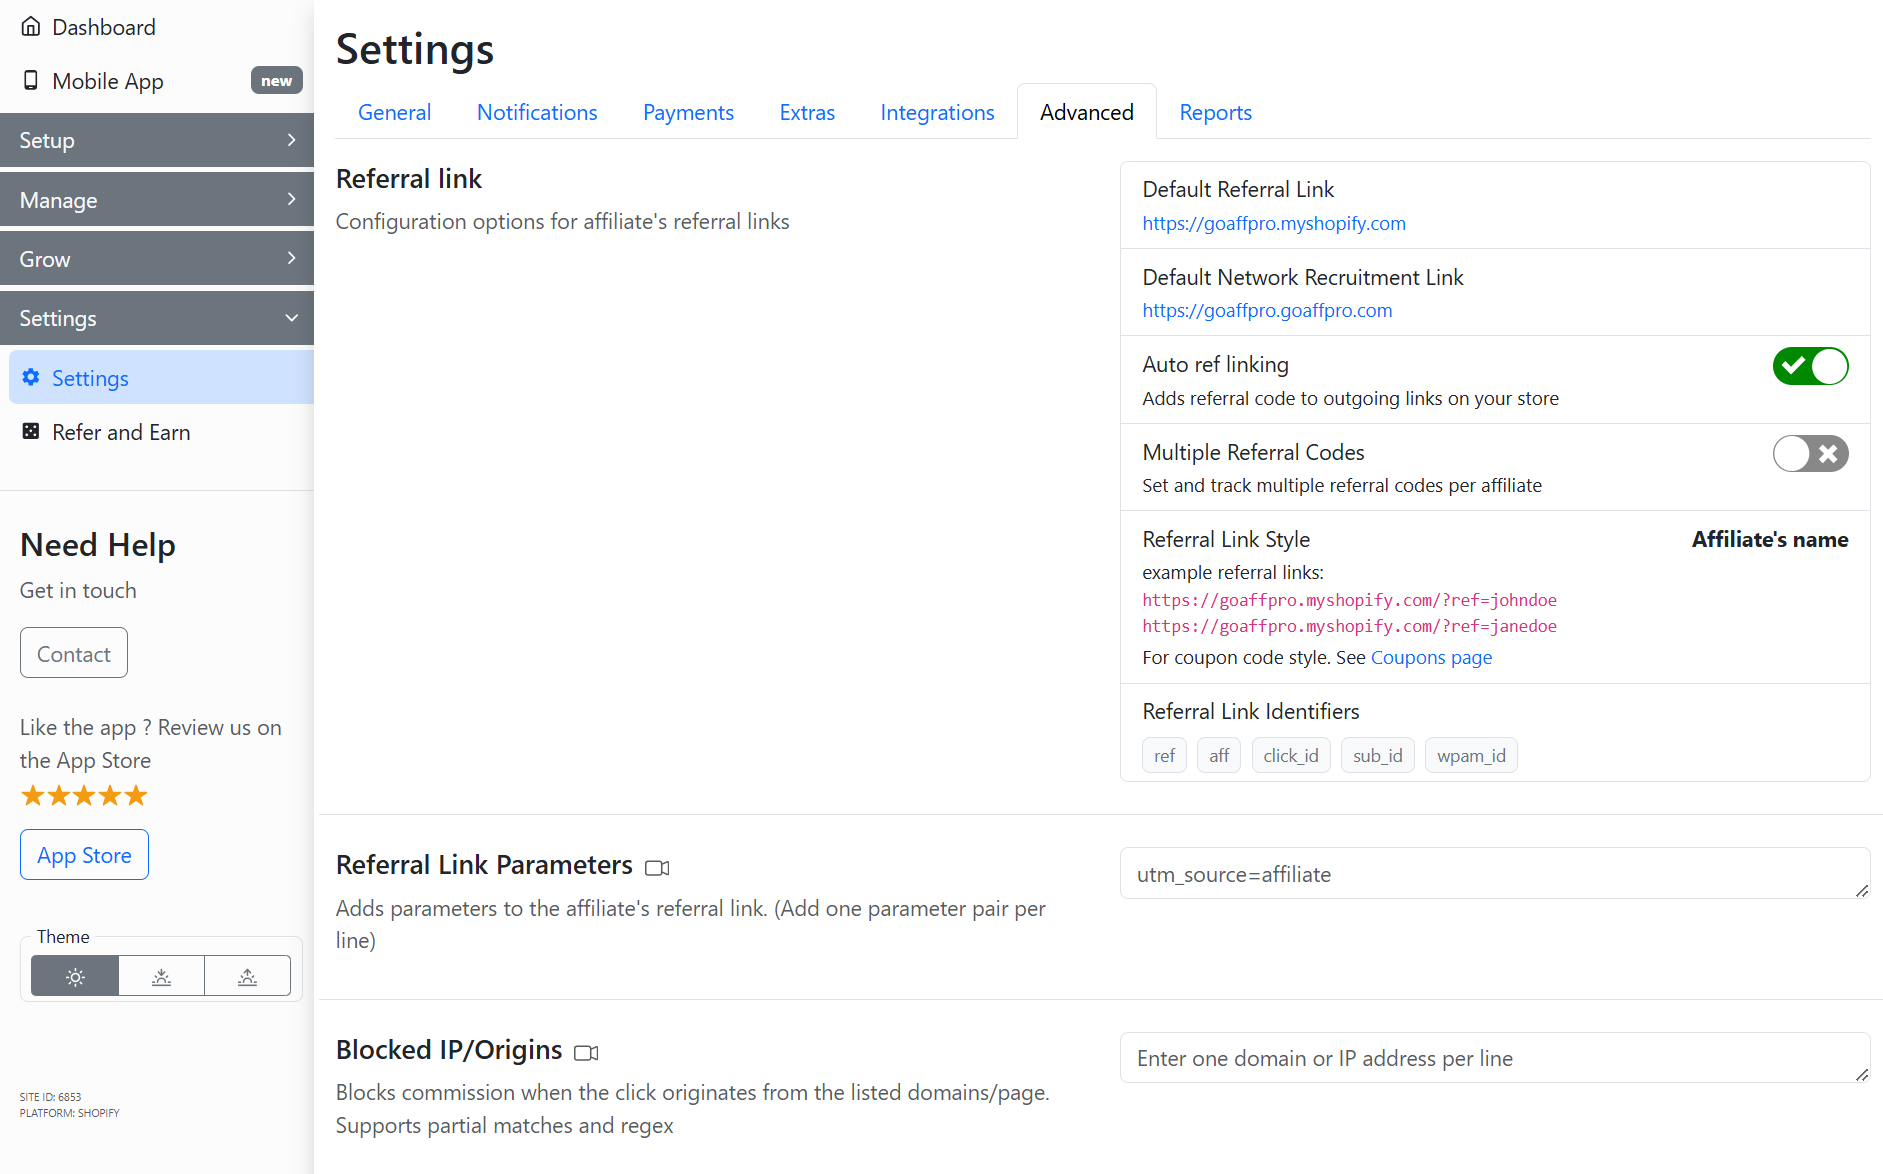 Dashboard
Mobile App
new
Setup
Manage
Grow
Settings
Settings
Refer and Earn
Need Help
Get in touch
Contact
Like the app ? Review us on
the App Store
App Store
Theme
SITE ID: 6853
PLATFORM: SHOPIFY
Settings
General
Notifications
Payments
Extras
Integrations
Advanced
Reports
Referral link
Configuration options for affiliate's referral links
Default Referral Link
https://goaffpro.myshopify.com
Default Network Recruitment Link
https://goaffpro.goaffpro.com
Auto ref linking
Adds referral code to outgoing links on your store
Multiple Referral Codes
Set and track multiple referral codes per affiliate
Referral Link Style
Affiliate's name
example referral links:
https://goaffpro.myshopify.com/?ref=johndoe
https://goaffpro.myshopify.com/?ref=janedoe
For coupon code style. See Coupons page
Referral Link Identifiers
ref
aff
click_id
sub_id
wpam_id
Referral Link Parameters
Adds parameters to the affiliate's referral link. (Add one parameter pair per
line)
utm_source=affiliate
Blocked IP/Origins
Blocks commission when the click originates from the listed domains/page.
Supports partial matches and regex
Enter one domain or IP address per line